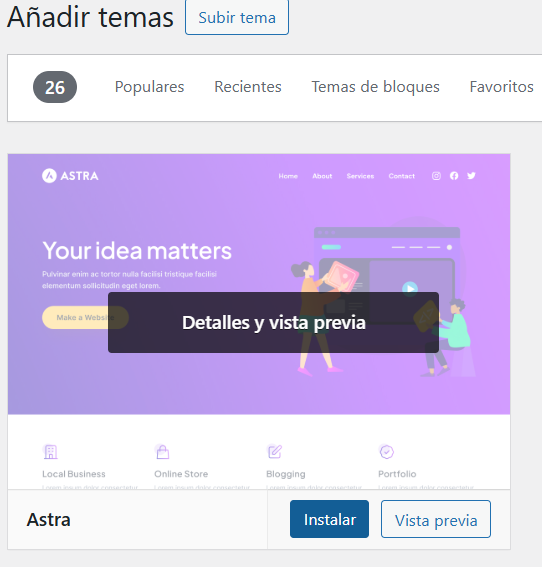 Añadir temas
Subir tema
26
Populares
Recientes
Temas de bloques
Favoritos
ASTRA
Home
About
Services
Contact
Your idea matters
Pulvinar enim ac tortor nulla facilisi tristique facilisi
elementum sollicitudin eget lorem.
Make a Website
Detalles y vista previa
Local Business
Online Store
Blogging
Portfolio
Astra
Instalar
Vista previa